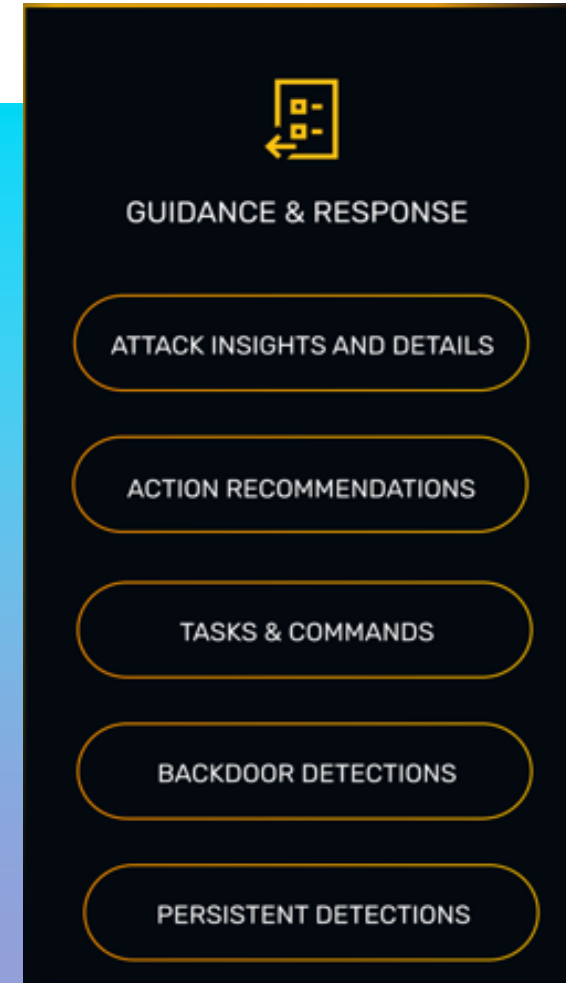 GUIDANCE & RESPONSE
ATTACK INSIGHTS AND DETAILS
ACTION RECOMMENDATIONS
TASKS & COMMANDS
BACKDOOR DETECTIONS
PERSISTENT DETECTIONS